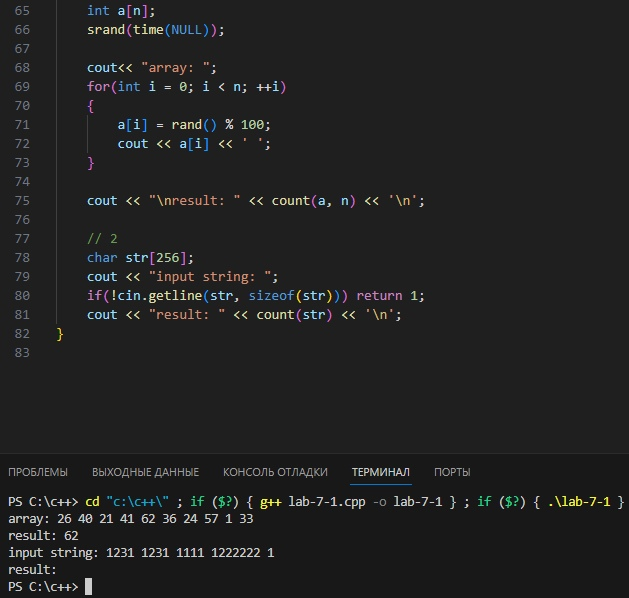 65 int a[n];
66 srand(time(NULL));
67
68 cout<< "array: ";
69 for(int i = 0; i < n; ++i)
70 {
71 a[i] = rand() % 100;
72 cout << a[i] << ' ';
73 }
74
75 cout << "\nresult: " << count(a, n) << '\n';
76
77 // 2
78 char str[256];
79 cout << "input string: ";
80 if(!cin.getline(str, sizeof(str))) return 1;
81 cout << "result: " << count(str) << '\n';
82 }
83
ПРОБЛЕМЫ ВЫХОДНЫЕ ДАННЫЕ КОНСОЛЬ ОТЛАДКИ ТЕРМИНАЛ ПОРТЫ
PS C:\c++> cd "c:\c++\" ; if ($?) { g++ lab-7-1.cpp -o lab-7-1 } ; if ($?) { .\lab-7-1 }
array: 26 40 21 41 62 36 24 57 1 33
result: 62
input string: 1231 1231 1111 1222222 1
result:
PS C:\c++>